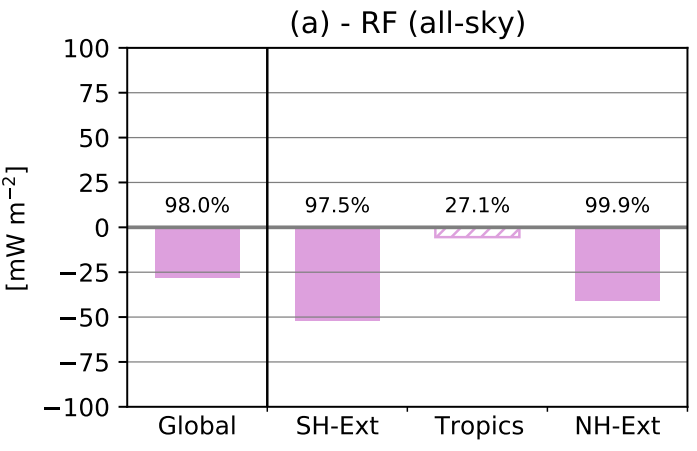 (a) - RF (all-sky)
[mW m⁻²]
100
75
50
25
0
−25
−50
−75
−100
98.0% 97.5% 27.1% 99.9%
Global SH-Ext Tropics NH-Ext